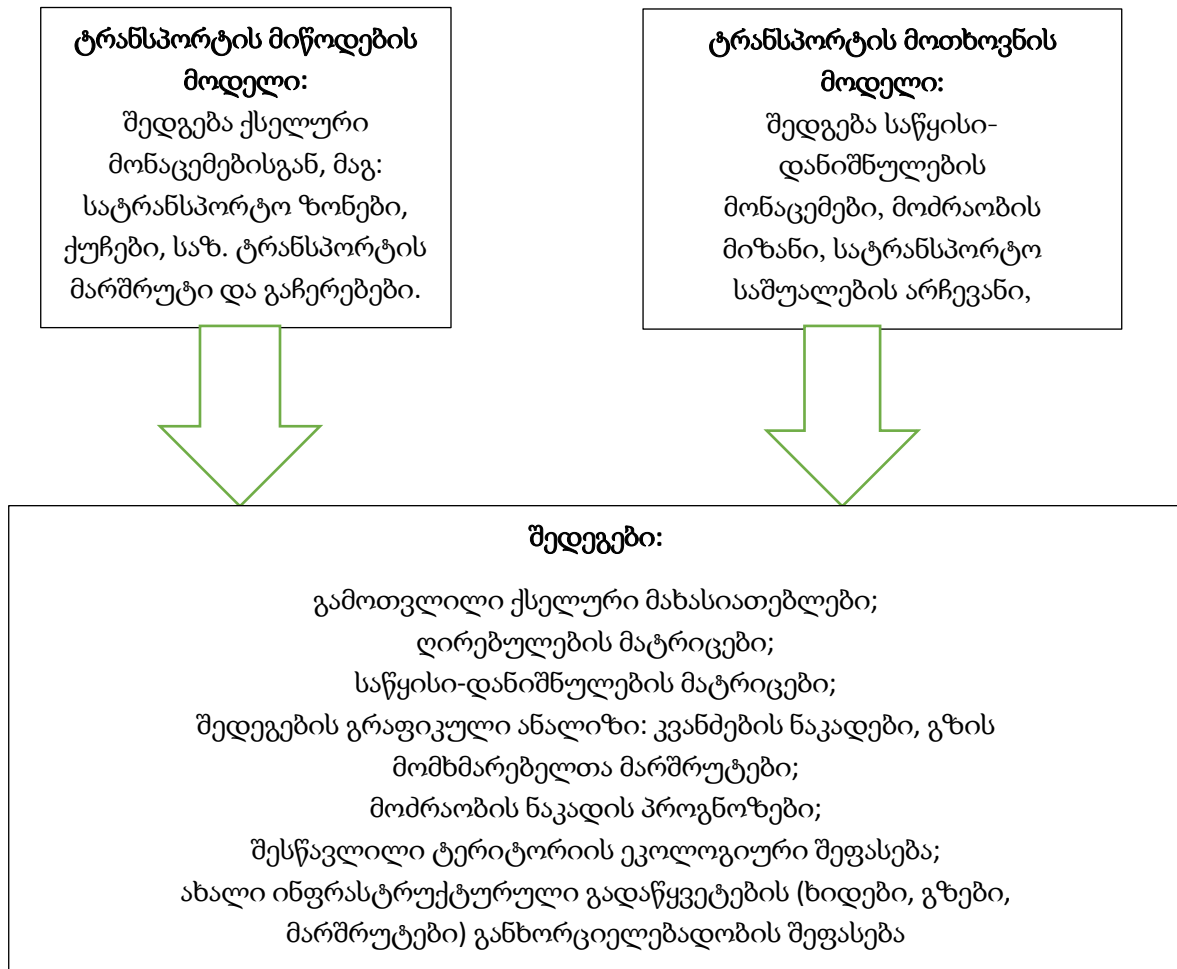 ტრანსპორტის მიწოდების
მოდელი:
შედგება ქსელური
მონაცემებისგან, მაგ:
სატრანსპორტო ზონები,
ქუჩები, საზ. ტრანსპორტის
მარშრუტი და გაჩერებები.
ტრანსპორტის მოთხოვნის
მოდელი:
შედგება საწყისი-
დანიშნულების
მონაცემები, მოძრაობის
მიზანი, სატრანსპორტო
საშუალების არჩევანი,
შედეგები:
გამოთვლილი ქსელური მახასიათებლები;
ღირებულების მატრიცები;
საწყისი-დანიშნულების მატრიცები;
შედეგების გრაფიკული ანალიზი: კვანძების ნაკადები, გზის
მომხმარებელთა მარშრუტები;
მოძრაობის ნაკადის პროგნოზები;
შესწავლილი ტერიტორიის ეკოლოგიური შეფასება;
ახალი ინფრასტრუქტურული გადაწყვეტების (ხიდები, გზები,
მარშრუტები) განხორციელებადობის შეფასება